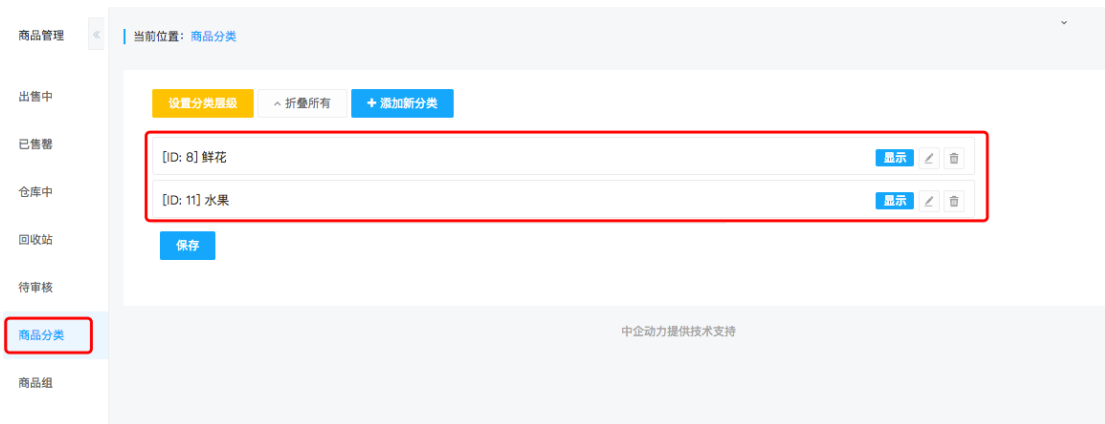 商品管理
当前位置：商品分类
出售中
已售罄
仓库中
回收站
待审核
商品分类
商品组
设置分类层级
折叠所有
+ 添加新分类
[ID: 8] 鲜花
显示
[ID: 11] 水果
显示
保存
中企动力提供技术支持